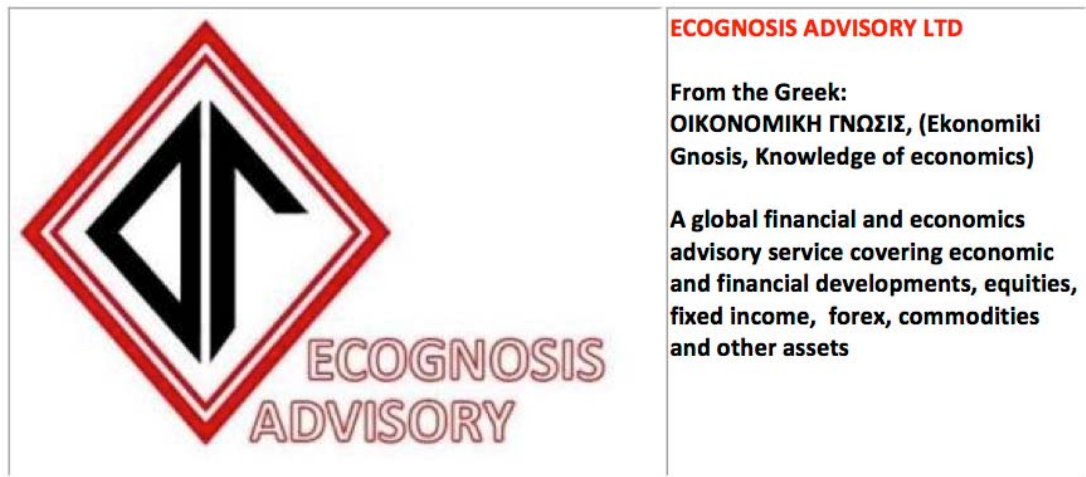 ECOGNOSIS
ADVISORY
ECOGNOSIS ADVISORY LTD
From the Greek:
ΟΙΚΟΝΟΜΙΚΗ ΓΝΩΣΙΣ, (Ekonomiki
Gnosis, Knowledge of economics)
A global financial and economics
advisory service covering economic
and financial developments, equities,
fixed income, forex, commodities
and other assets